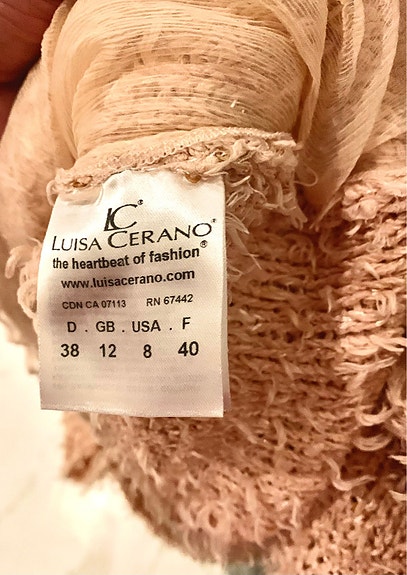 LC®
LUISA CERANO®
the heartbeat of fashion®
www.luisacerano.com
CDN CA 07113 RN 67442
D . GB . USA . F
38 12 8 40